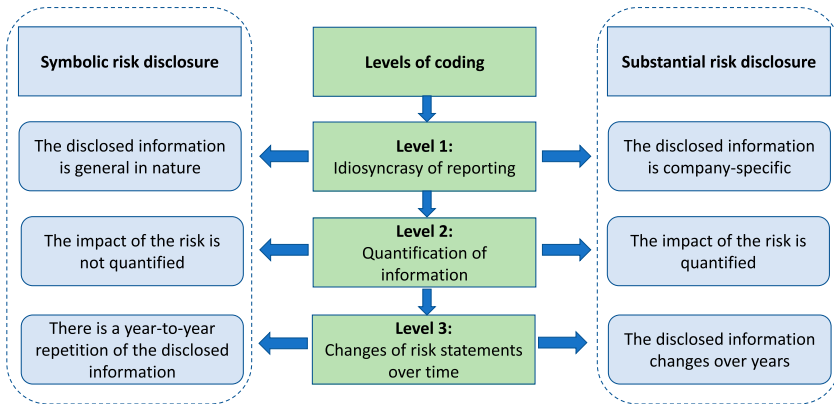 Symbolic risk disclosure
Levels of coding
Substantial risk disclosure
The disclosed information
is general in nature
Level 1:
Idiosyncrasy of reporting
The disclosed information
is company-specific
The impact of the risk is
not quantified
Level 2:
Quantification of
information
The impact of the risk is
quantified
There is a year-to-year
repetition of the disclosed
information
Level 3:
Changes of risk statements
over time
The disclosed information
changes over years